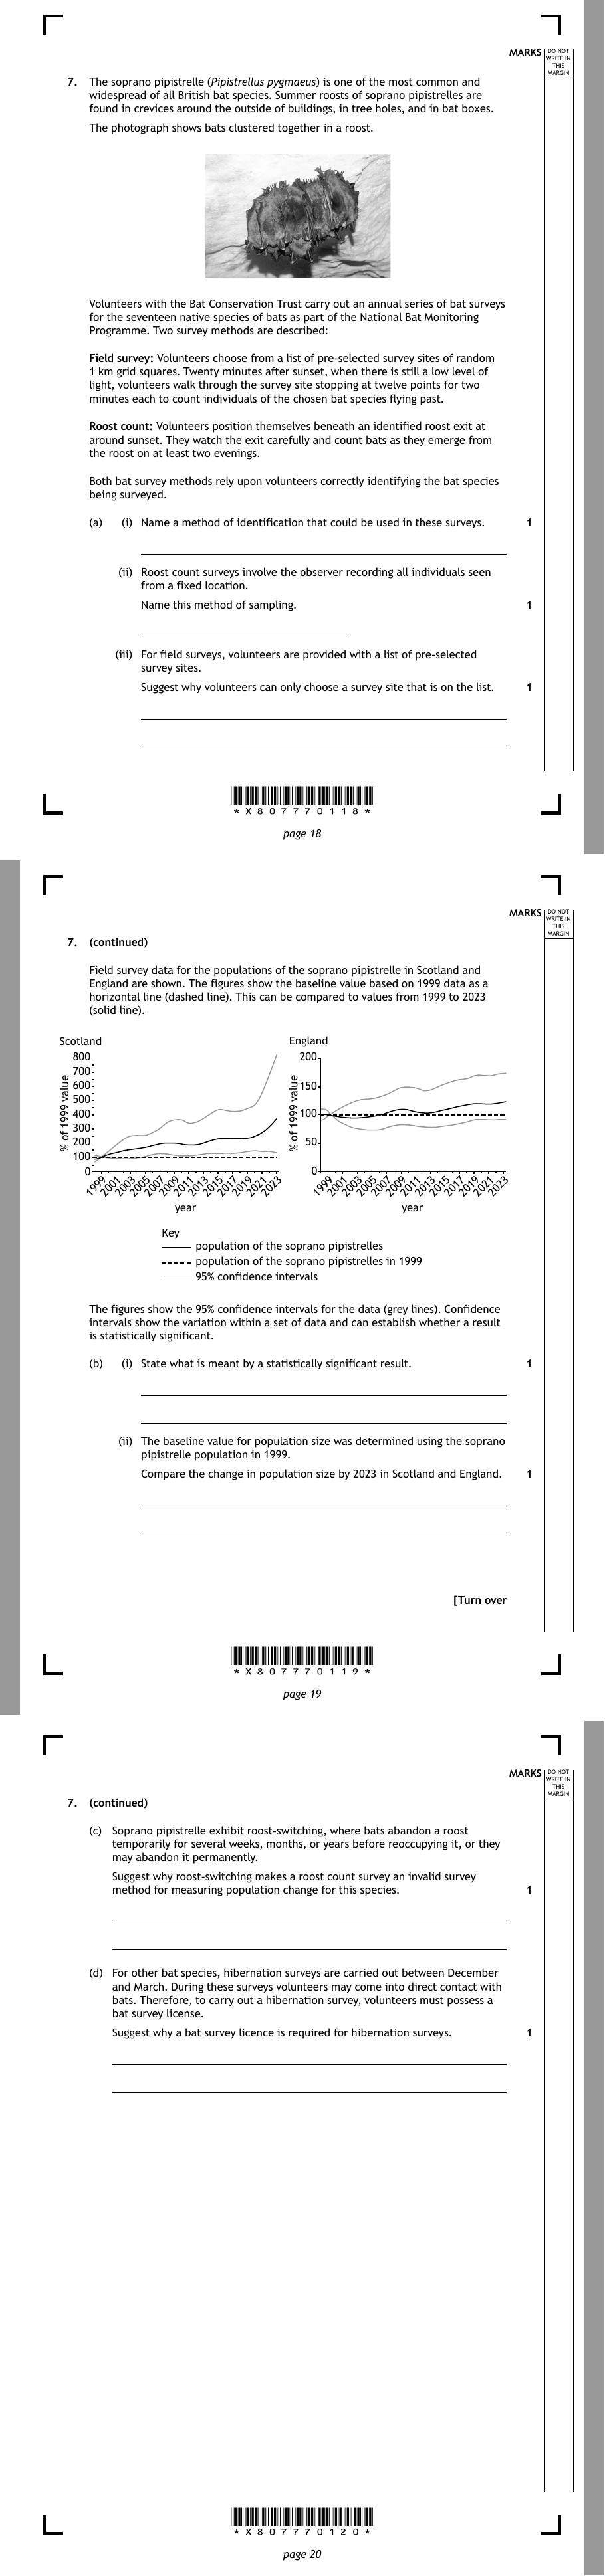 MARKS
DO NOT
WRITE IN
THIS
MARGIN
7. The soprano pipistrelle (Pipistrellus pygmaeus) is one of the most common and
widespread of all British bat species. Summer roosts of soprano pipistrelles are
found in crevices around the outside of buildings, in tree holes, and in bat boxes.
The photograph shows bats clustered together in a roost.
Volunteers with the Bat Conservation Trust carry out an annual series of bat surveys
for the seventeen native species of bats as part of the National Bat Monitoring
Programme. Two survey methods are described:
Field survey: Volunteers choose from a list of pre-selected survey sites of random
1 km grid squares. Twenty minutes after sunset, when there is still a low level of
light, volunteers walk through the survey site stopping at twelve points for two
minutes each to count individuals of the chosen bat species flying past.
Roost count: Volunteers position themselves beneath an identified roost exit at
around sunset. They watch the exit carefully and count bats as they emerge from
the roost on at least two evenings.
Both bat survey methods rely upon volunteers correctly identifying the bat species
being surveyed.
(a) (i) Name a method of identification that could be used in these surveys. 1
(ii) Roost count surveys involve the observer recording all individuals seen
from a fixed location.
Name this method of sampling. 1
(iii) For field surveys, volunteers are provided with a list of pre-selected
survey sites.
Suggest why volunteers can only choose a survey site that is on the list. 1
* X 8 0 7 7 7 0 1 1 8 *
page 18
MARKS
DO NOT
WRITE IN
THIS
MARGIN
7. (continued)
Field survey data for the populations of the soprano pipistrelle in Scotland and
England are shown. The figures show the baseline value based on 1999 data as a
horizontal line (dashed line). This can be compared to values from 1999 to 2023
(solid line).
Scotland
800
700
600
500
400
300
200
100
0
% of 1999 value
1999 2001 2003 2005 2007 2009 2011 2013 2015 2017 2019 2021 2023
year
England
200
150
100
50
0
% of 1999 value
1999 2001 2003 2005 2007 2009 2011 2013 2015 2017 2019 2021 2023
year
Key
population of the soprano pipistrelles
population of the soprano pipistrelles in 1999
95% confidence intervals
The figures show the 95% confidence intervals for the data (grey lines). Confidence
intervals show the variation within a set of data and can establish whether a result
is statistically significant.
(b) (i) State what is meant by a statistically significant result. 1
(ii) The baseline value for population size was determined using the soprano
pipistrelle population in 1999.
Compare the change in population size by 2023 in Scotland and England. 1
[Turn over
* X 8 0 7 7 7 0 1 1 9 *
page 19
MARKS
DO NOT
WRITE IN
THIS
MARGIN
7. (continued)
(c) Soprano pipistrelle exhibit roost-switching, where bats abandon a roost
temporarily for several weeks, months, or years before reoccupying it, or they
may abandon it permanently.
Suggest why roost-switching makes a roost count survey an invalid survey
method for measuring population change for this species. 1
(d) For other bat species, hibernation surveys are carried out between December
and March. During these surveys volunteers may come into direct contact with
bats. Therefore, to carry out a hibernation survey, volunteers must possess a
bat survey license.
Suggest why a bat survey licence is required for hibernation surveys. 1
* X 8 0 7 7 7 0 1 2 0 *
page 20